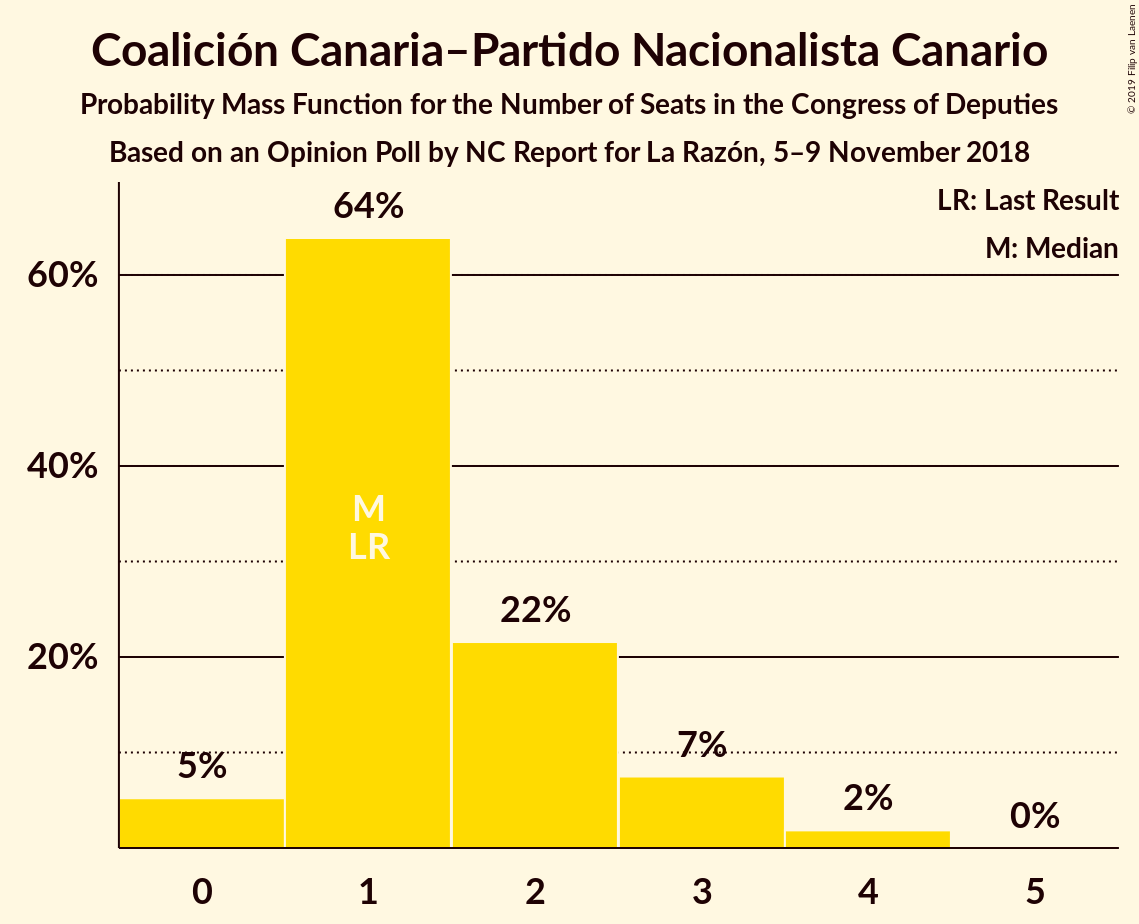 Coalición Canaria–Partido Nacionalista Canario
Probability Mass Function for the Number of Seats in the Congress of Deputies
Based on an Opinion Poll by NC Report for La Razón, 5–9 November 2018
© 2019 Filip van Laenen
LR: Last Result
M: Median
64%
60%
40%
M
LR
22%
20%
7%
5%
2%
0%
0 1 2 3 4 5